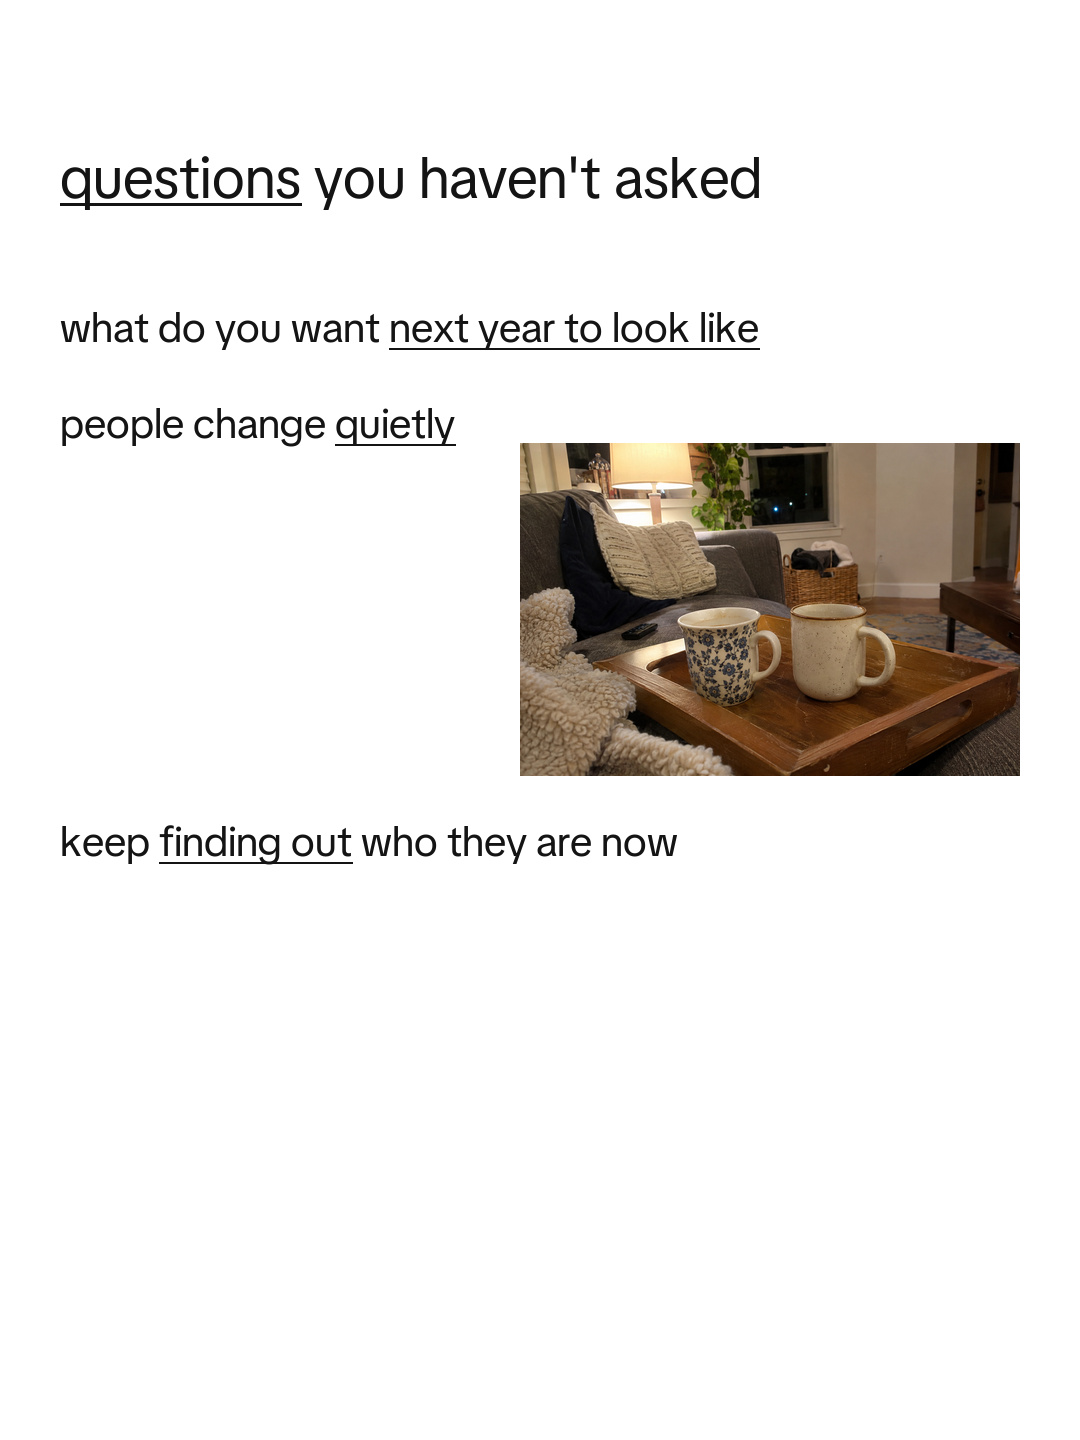 questions you haven't asked
what do you want next year to look like
people change quietly
keep finding out who they are now